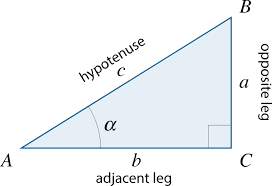 B
hypotenuse
c
opposite leg
a
α
A
b
C
adjacent leg